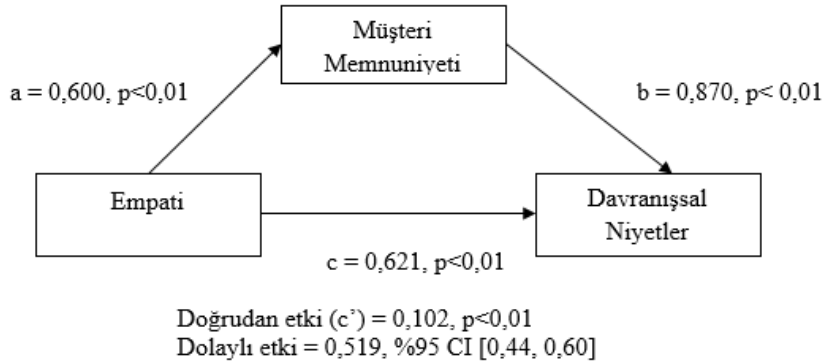 Müşteri
Memnuniyeti
a = 0,600, p<0,01
b = 0,870, p< 0,01
Empati
Davranışsal
Niyetler
c = 0,621, p<0,01
Doğrudan etki (c’) = 0,102, p<0,01
Dolaylı etki = 0,519, %95 CI [0,44, 0,60]